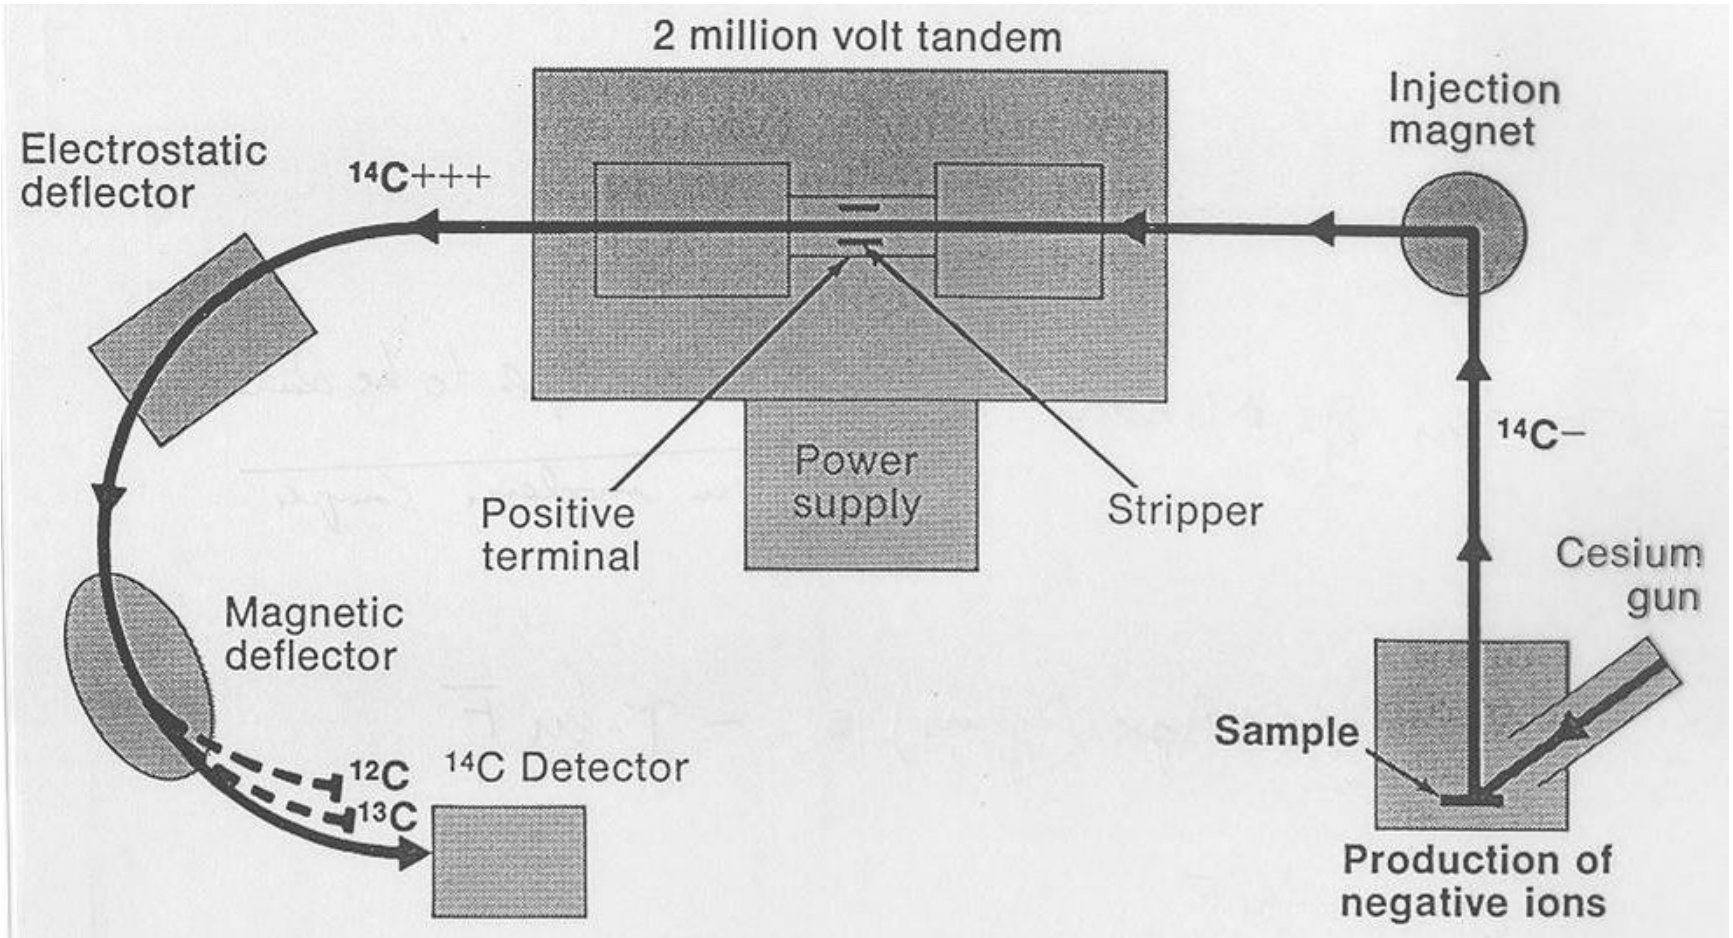 2 million volt tandem
Injection
magnet
Electrostatic
deflector
¹⁴C+++
¹⁴C−
Power
supply
Positive
terminal
Stripper
Cesium
gun
Magnetic
deflector
Sample
¹²C
¹³C
¹⁴C Detector
Production of
negative ions